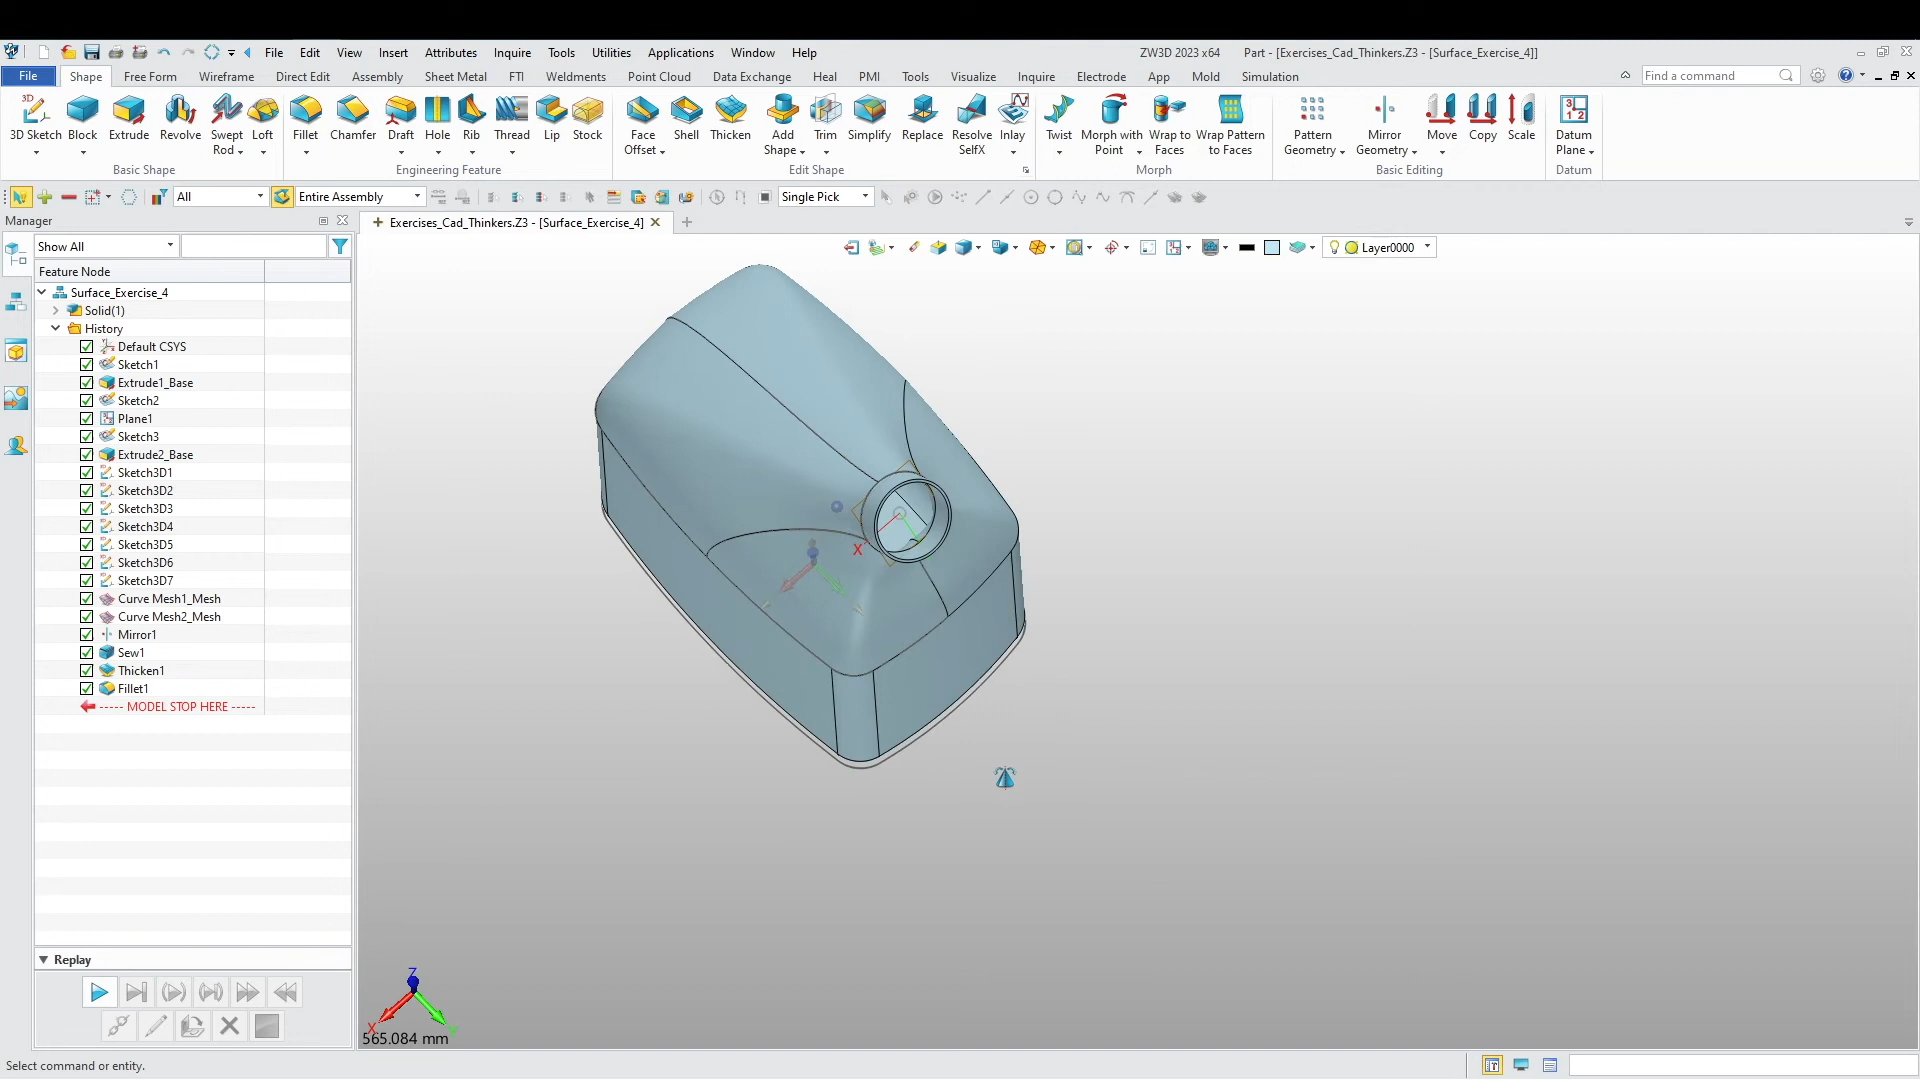 File Edit View Insert Attributes Inquire Tools Utilities Applications Window Help ZW3D 2023 x64 Part - [Exercises_Cad_Thinkers.Z3 - [Surface_Exercise_4]]
File Shape Free Form Wireframe Direct Edit Assembly Sheet Metal FTI Weldments Point Cloud Data Exchange Heal PMI Tools Visualize Inquire Electrode App Mold Simulation Find a command
3D Sketch Block Extrude Revolve Swept Rod Loft Fillet Chamfer Draft Hole Rib Thread Lip Stock Face Offset Shell Thicken Add Shape Trim Simplify Replace Resolve SelfX Inlay Twist Morph with Point Wrap to Faces Wrap Pattern to Faces Pattern Geometry Mirror Geometry Move Copy Scale Datum Plane
Basic Shape Engineering Feature Edit Shape Morph Basic Editing Datum
All Entire Assembly Single Pick
Manager
Exercises_Cad_Thinkers.Z3 - [Surface_Exercise_4]
Show All
Layer0000
Feature Node
Surface_Exercise_4
Solid(1)
History
Default CSYS
Sketch1
Extrude1_Base
Sketch2
Plane1
Sketch3
Extrude2_Base
Sketch3D1
Sketch3D2
Sketch3D3
Sketch3D4
Sketch3D5
Sketch3D6
Sketch3D7
Curve Mesh1_Mesh
Curve Mesh2_Mesh
Mirror1
Sew1
Thicken1
Fillet1
----- MODEL STOP HERE -----
X
Replay
Z
X
Y
565.084 mm
Select command or entity.